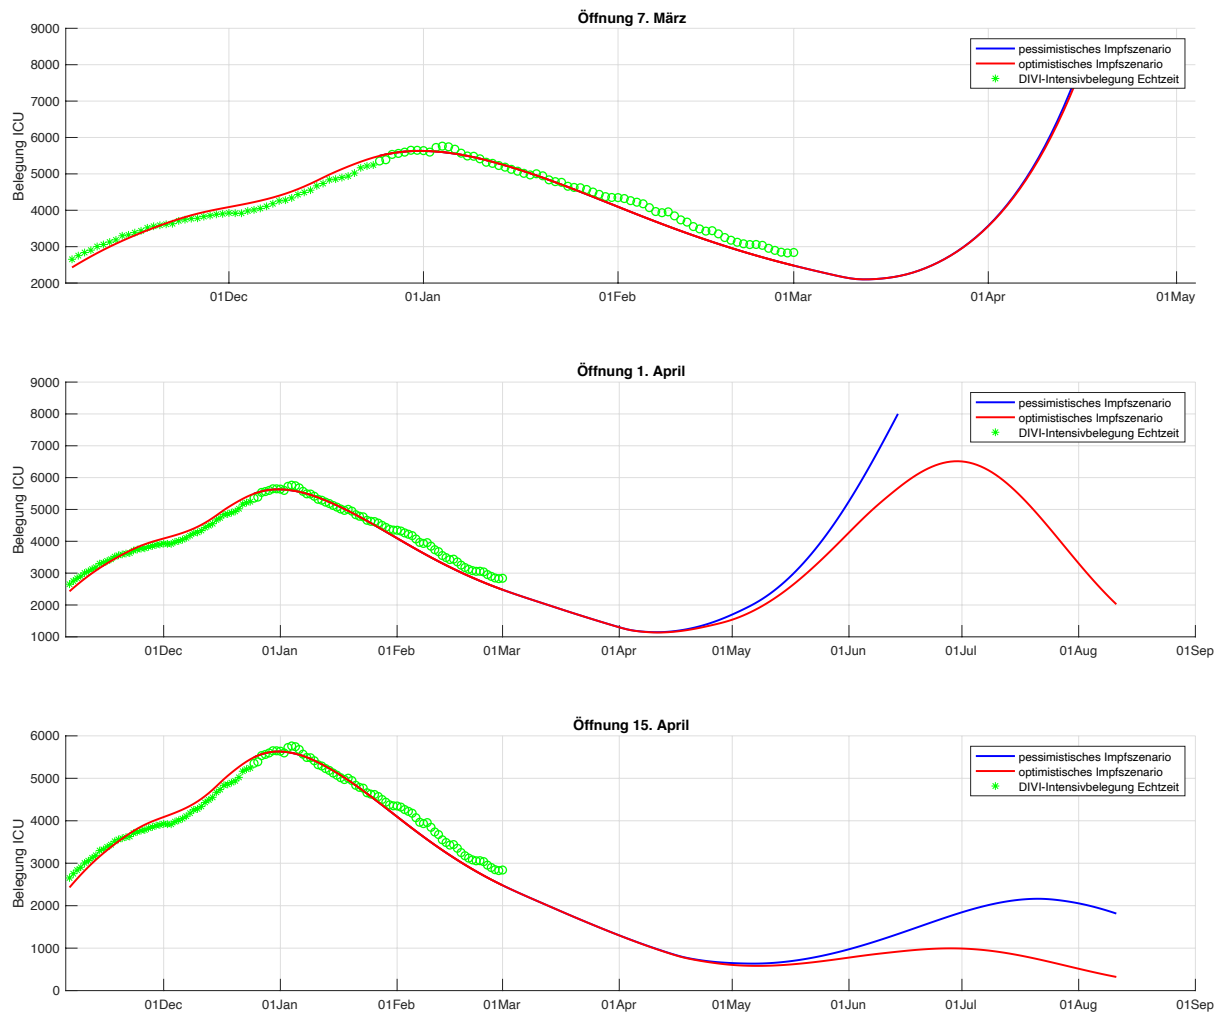 Öffnung 7. März
9000
8000
7000
6000
5000
4000
3000
2000
Belegung ICU
pessimistisches Impfszenario
optimistisches Impfszenario
DIVI-Intensivbelegung Echtzeit
01Dec 01Jan 01Feb 01Mar 01Apr 01May
Öffnung 1. April
9000
8000
7000
6000
5000
4000
3000
2000
1000
Belegung ICU
pessimistisches Impfszenario
optimistisches Impfszenario
DIVI-Intensivbelegung Echtzeit
01Dec 01Jan 01Feb 01Mar 01Apr 01May 01Jun 01Jul 01Aug 01Sep
Öffnung 15. April
6000
5000
4000
3000
2000
1000
0
Belegung ICU
pessimistisches Impfszenario
optimistisches Impfszenario
DIVI-Intensivbelegung Echtzeit
01Dec 01Jan 01Feb 01Mar 01Apr 01May 01Jun 01Jul 01Aug 01Sep